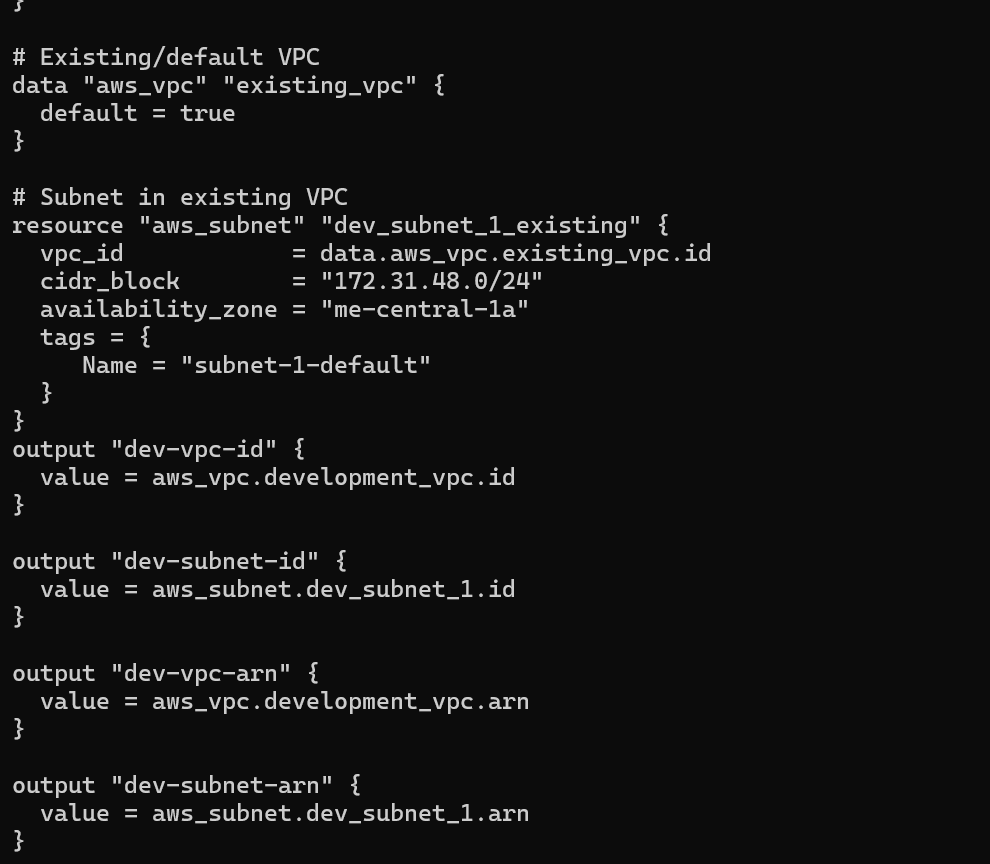 }
# Existing/default VPC
data "aws_vpc" "existing_vpc" {
  default = true
}
# Subnet in existing VPC
resource "aws_subnet" "dev_subnet_1_existing" {
  vpc_id            = data.aws_vpc.existing_vpc.id
  cidr_block        = "172.31.48.0/24"
  availability_zone = "me-central-1a"
  tags = {
     Name = "subnet-1-default"
  }
}
output "dev-vpc-id" {
  value = aws_vpc.development_vpc.id
}
output "dev-subnet-id" {
  value = aws_subnet.dev_subnet_1.id
}
output "dev-vpc-arn" {
  value = aws_vpc.development_vpc.arn
}
output "dev-subnet-arn" {
  value = aws_subnet.dev_subnet_1.arn
}